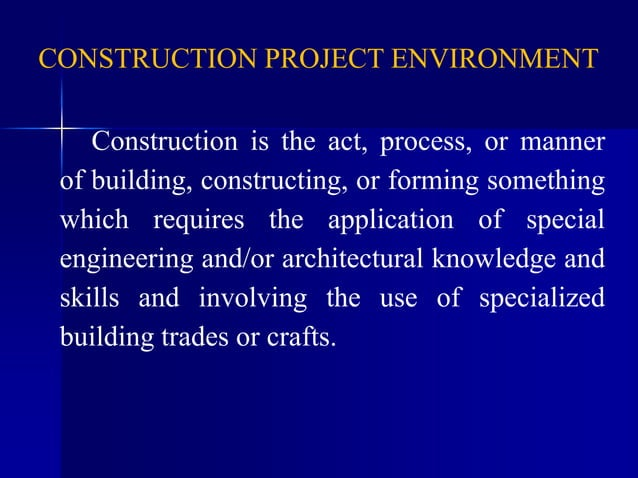 CONSTRUCTION PROJECT ENVIRONMENT
Construction is the act, process, or manner
of building, constructing, or forming something
which requires the application of special
engineering and/or architectural knowledge and
skills and involving the use of specialized
building trades or crafts.